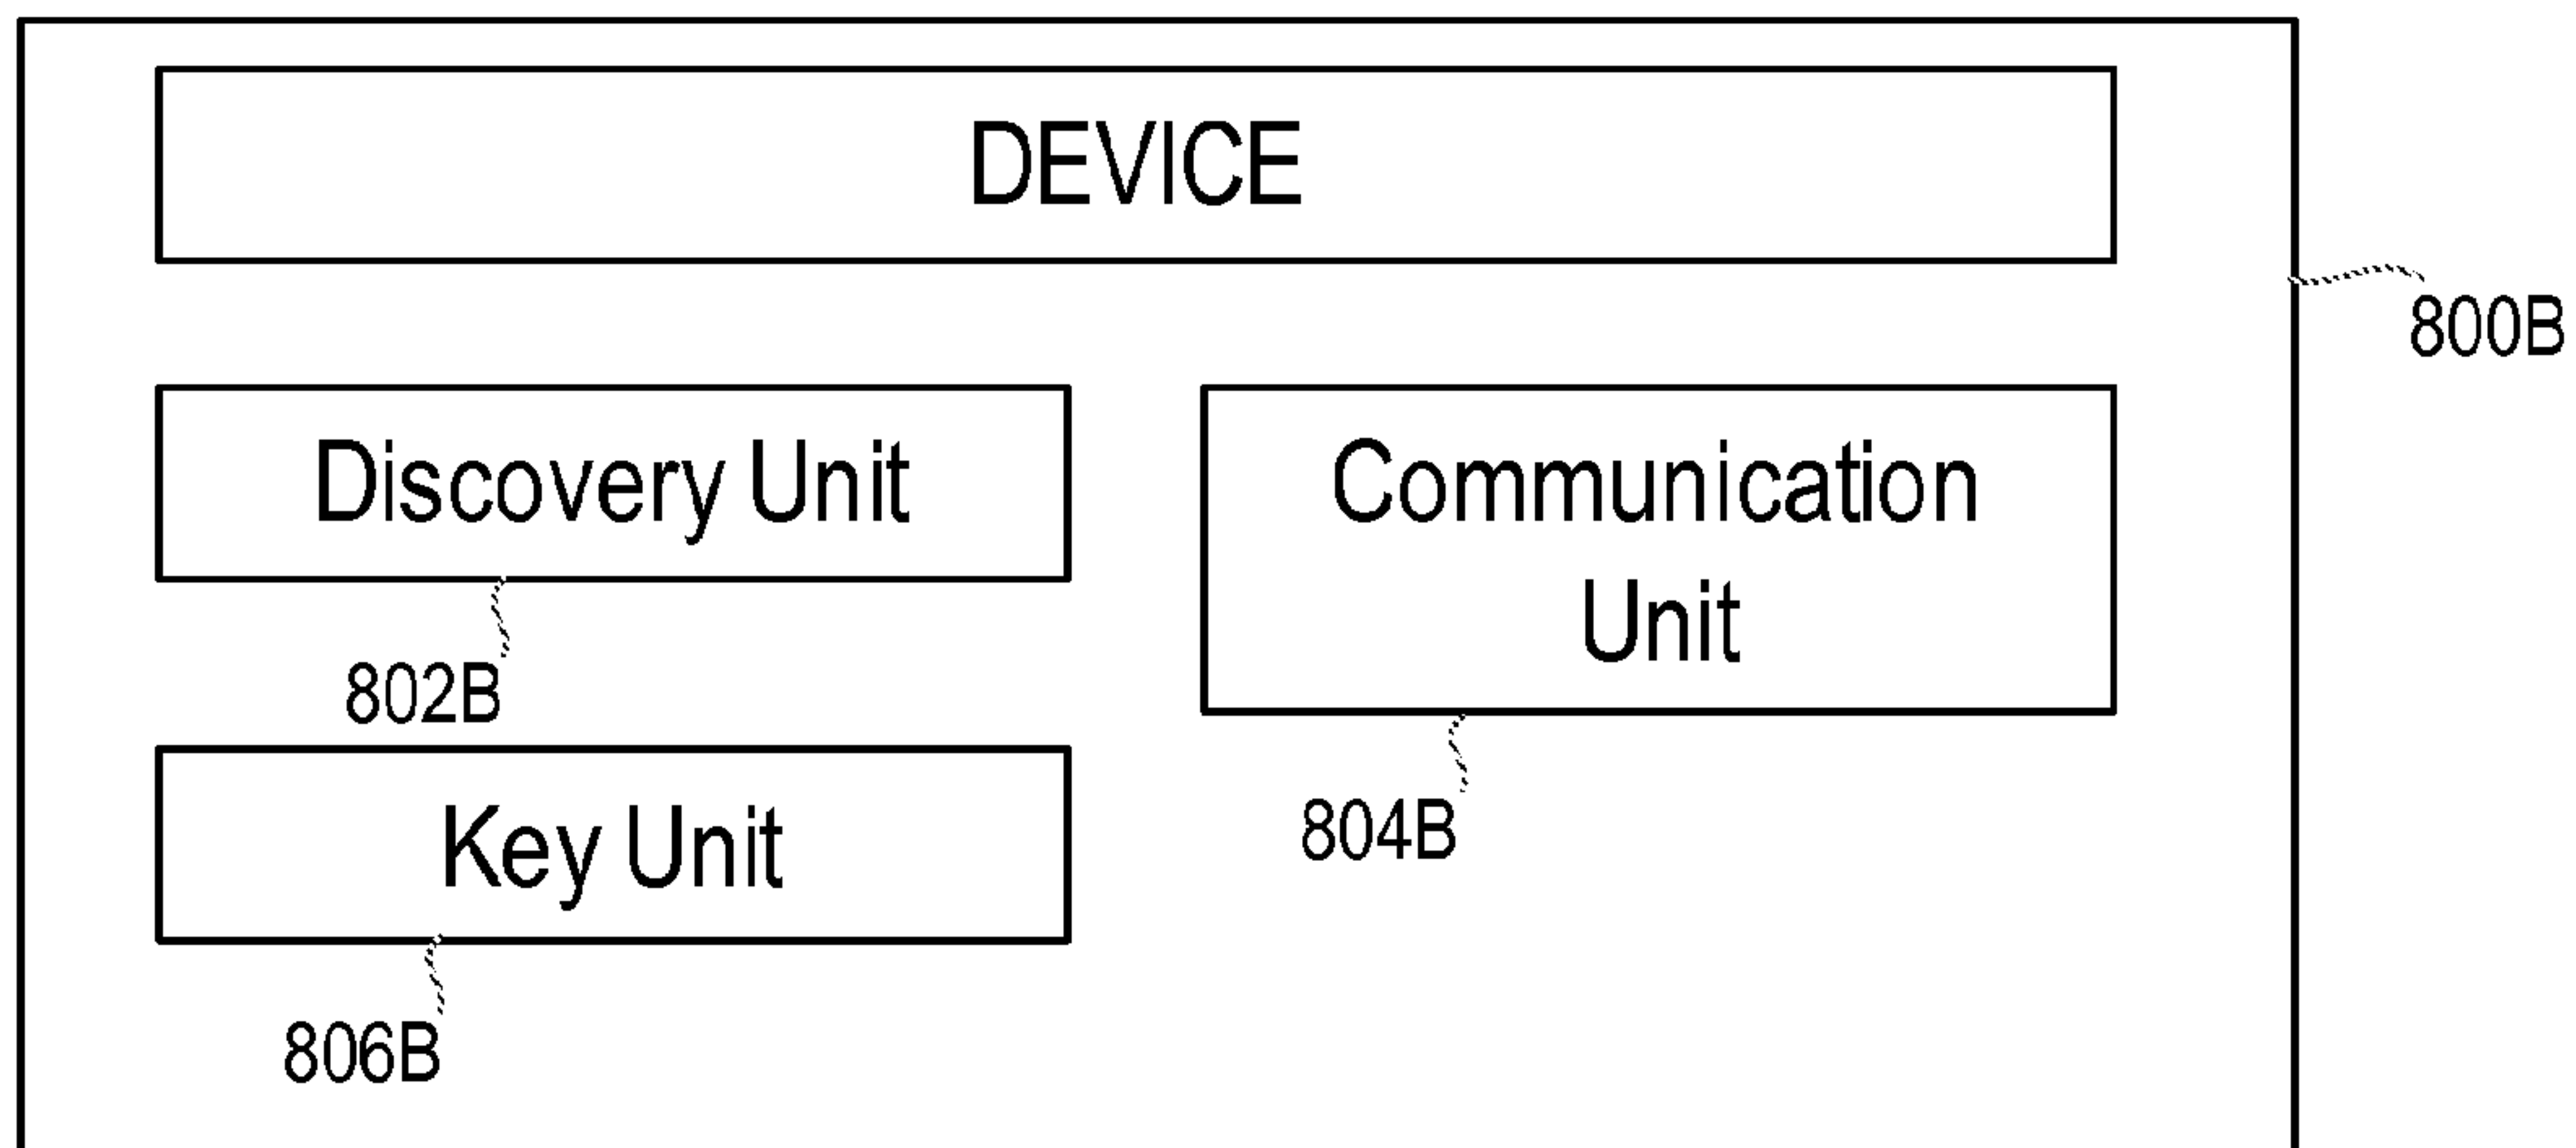 DEVICE
800B
Discovery Unit
802B
Communication
Unit
804B
Key Unit
806B